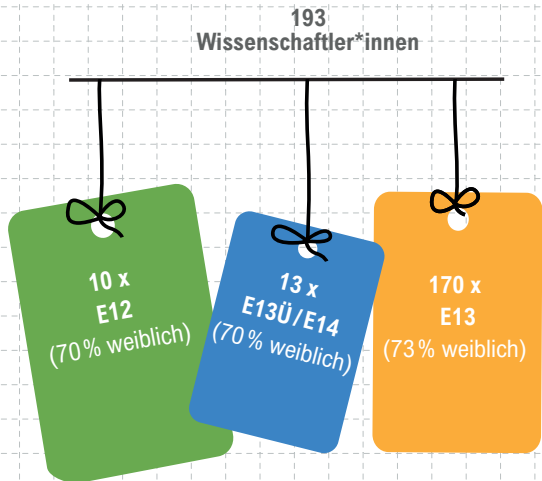 193
Wissenschaftler*innen
10 x
E12
(70 % weiblich)
13 x
E13Ü/E14
(70 % weiblich)
170 x
E13
(73 % weiblich)